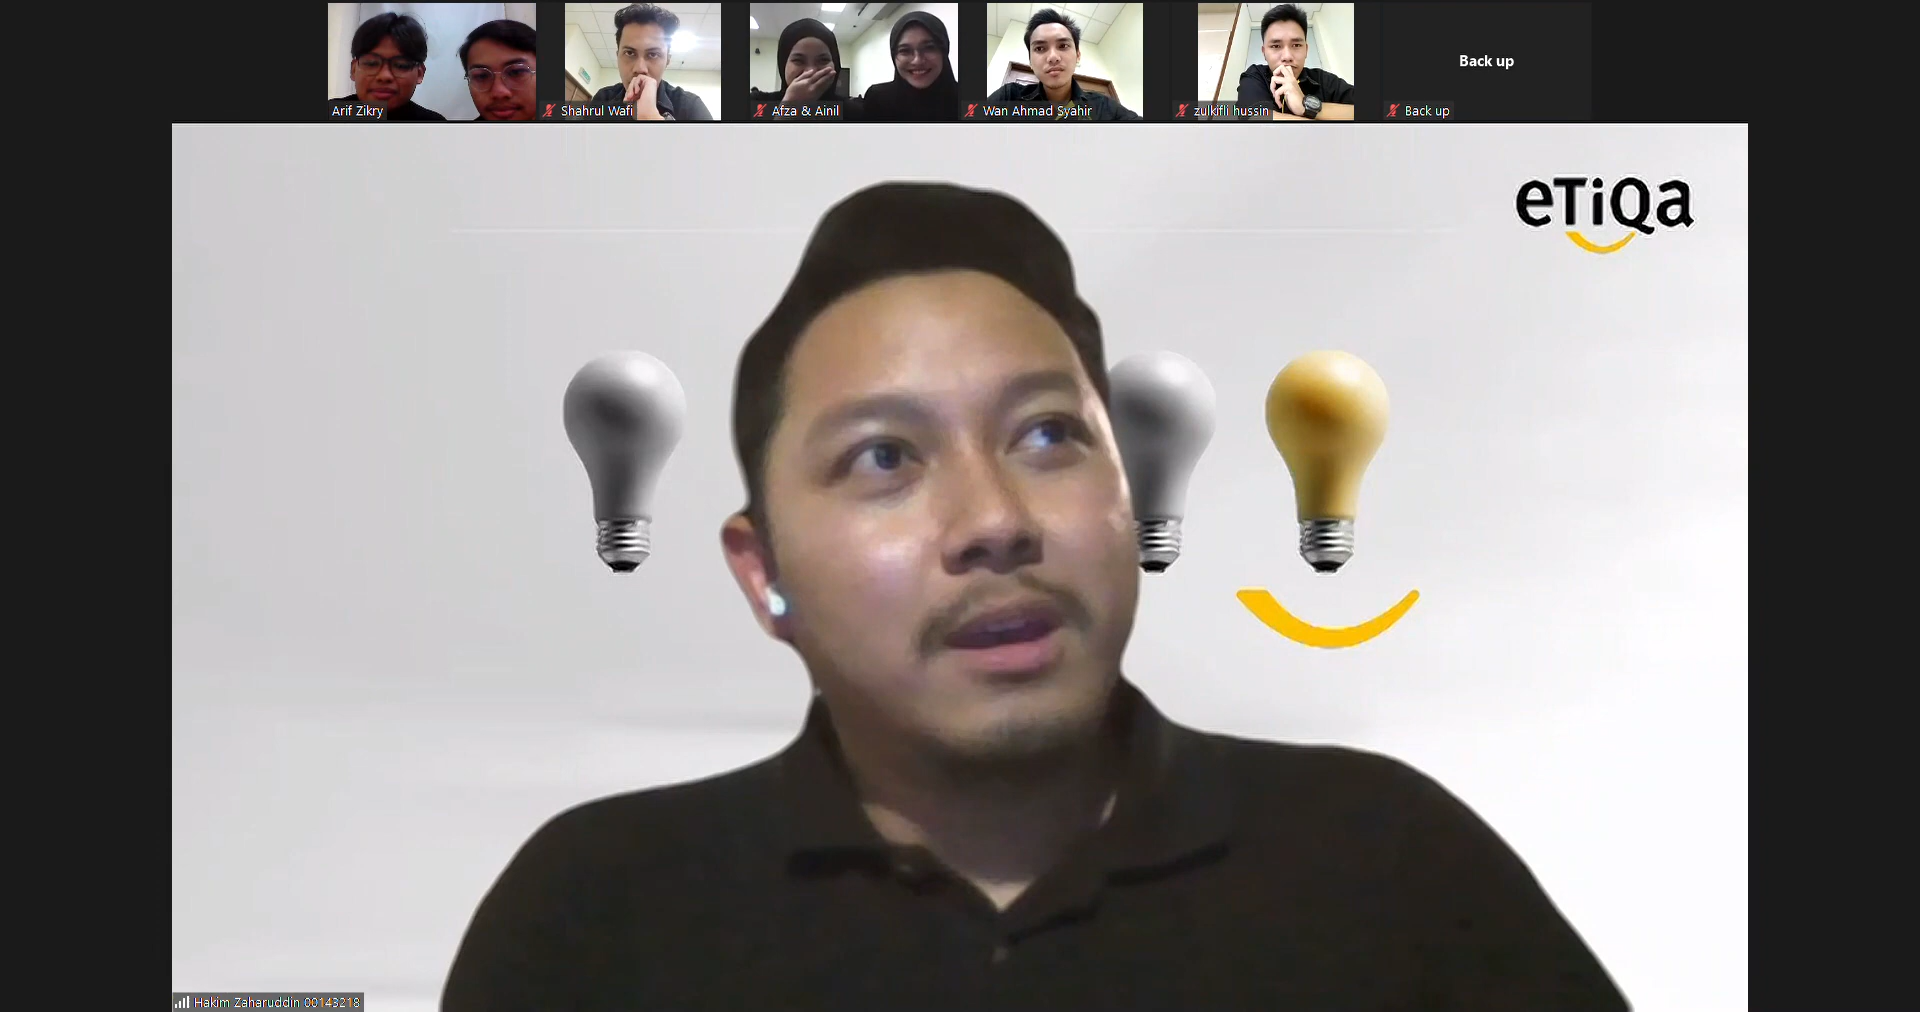 Arif Zikry
Shahrul Wafi
Afza & Ainil
Wan Ahmad Syahir
zulkifli hussin
Back up
Back up
eTiQa
Hakim Zaharuddin 00143218